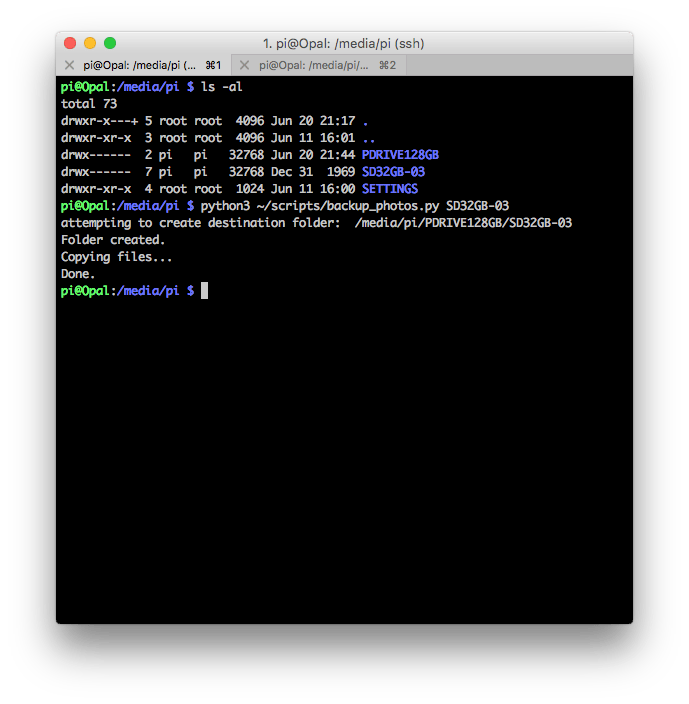 1. pi@Opal: /media/pi (ssh)
pi@Opal: /media/pi (... ⌘1 pi@Opal: /media/pi/... ⌘2
pi@Opal:/media/pi $ ls -al
total 73
drwxr-x---+ 5 root root  4096 Jun 20 21:17 .
drwxr-xr-x  3 root root  4096 Jun 11 16:01 ..
drwx------  2 pi   pi   32768 Jun 20 21:44 PDRIVE128GB
drwx------  7 pi   pi   32768 Dec 31  1969 SD32GB-03
drwxr-xr-x  4 root root  1024 Jun 11 16:00 SETTINGS
pi@Opal:/media/pi $ python3 ~/scripts/backup_photos.py SD32GB-03
attempting to create destination folder:  /media/pi/PDRIVE128GB/SD32GB-03
Folder created.
Copying files...
Done.
pi@Opal:/media/pi $